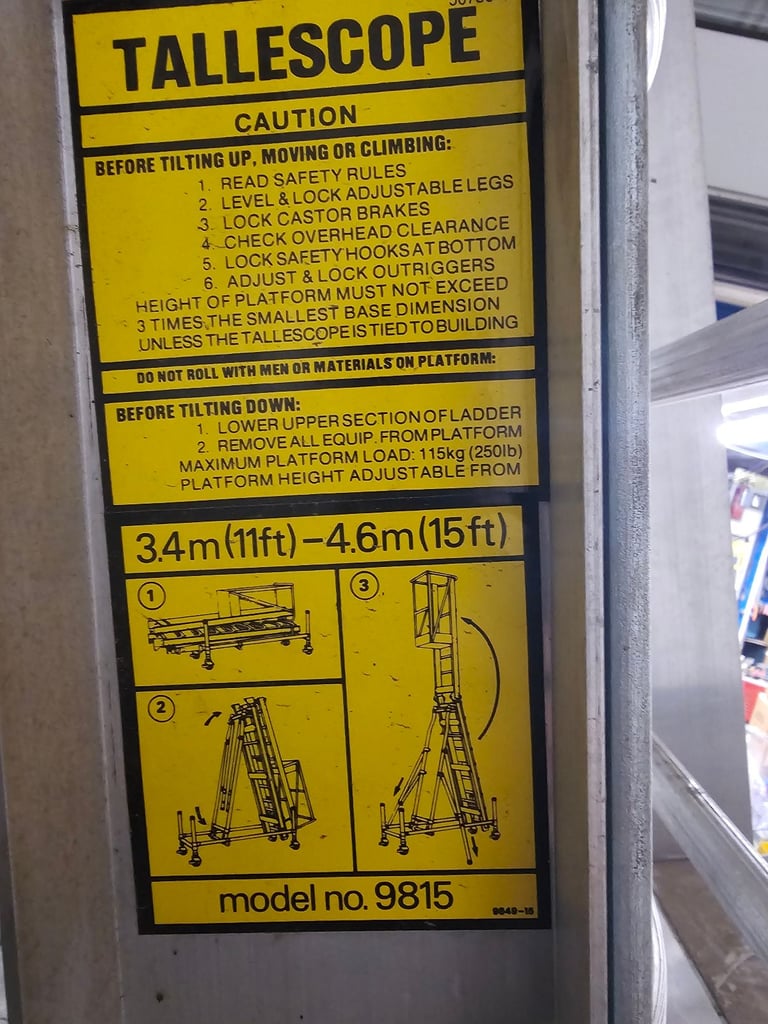 TALLESCOPE
CAUTION
BEFORE TILTING UP, MOVING OR CLIMBING:
1. READ SAFETY RULES
2. LEVEL & LOCK ADJUSTABLE LEGS
3. LOCK CASTOR BRAKES
4. CHECK OVERHEAD CLEARANCE
5. LOCK SAFETY HOOKS AT BOTTOM
6. ADJUST & LOCK OUTRIGGERS
HEIGHT OF PLATFORM MUST NOT EXCEED
3 TIMES THE SMALLEST BASE DIMENSION
UNLESS THE TALLESCOPE IS TIED TO BUILDING
DO NOT ROLL WITH MEN OR MATERIALS ON PLATFORM:
BEFORE TILTING DOWN:
1. LOWER UPPER SECTION OF LADDER
2. REMOVE ALL EQUIP. FROM PLATFORM
MAXIMUM PLATFORM LOAD: 115kg (250lb)
PLATFORM HEIGHT ADJUSTABLE FROM
3.4m (11ft) – 4.6m (15ft)
1
3
2
model no. 9815
9849-15